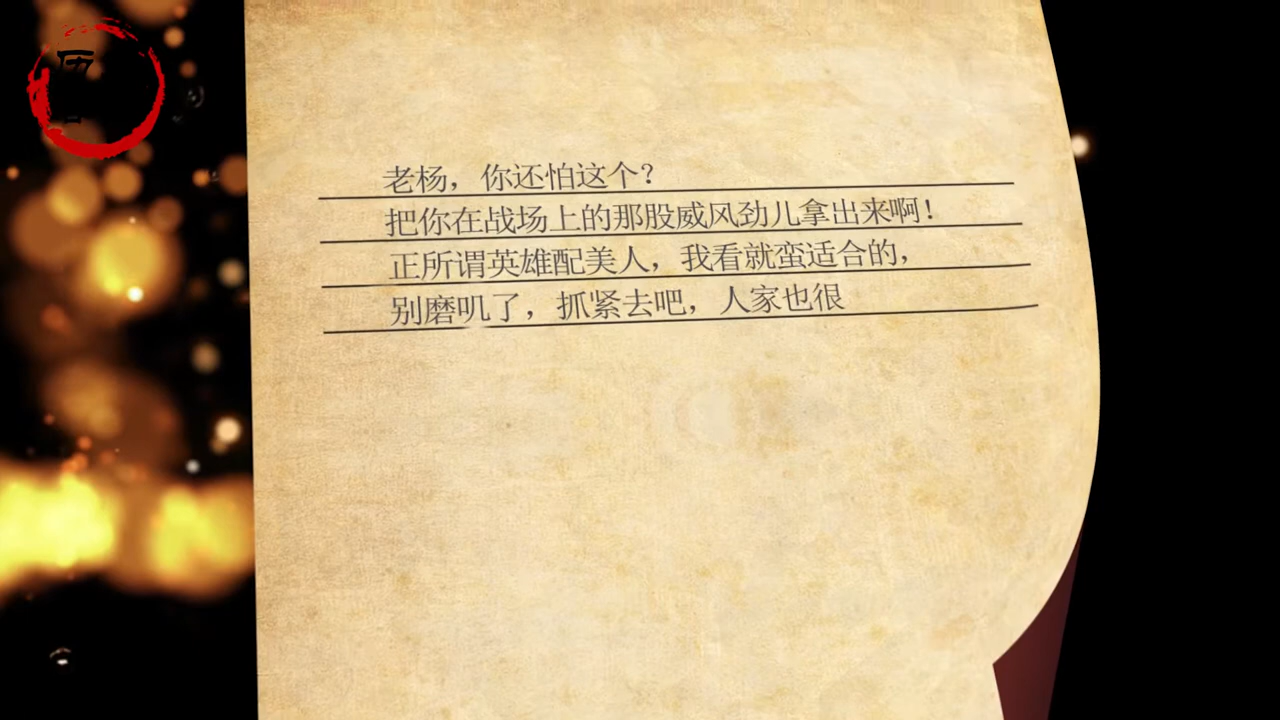 老杨，你还怕这个？
把你在战场上的那股威风劲儿拿出来啊！
正所谓英雄配美人，我看就蛮适合的，
别磨叽了，抓紧去吧，人家也很